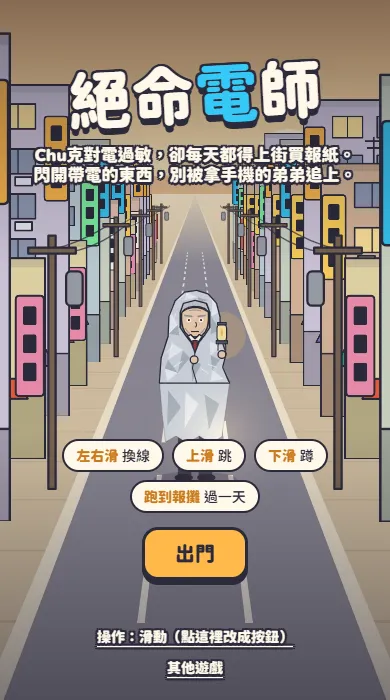 絕命電師
Chu克對電過敏，卻每天都得上街買報紙。
閃開帶電的東西，別被拿手機的弟弟追上。
左右滑 換線
上滑 跳
下滑 蹲
跑到報攤 過一天
出門
操作：滑動（點這裡改成按鈕）
其他遊戲